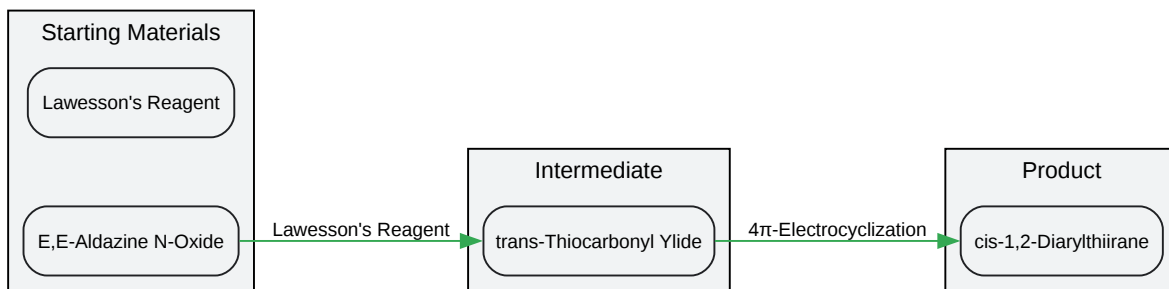 Starting Materials
Lawesson's Reagent
E,E-Aldazine N-Oxide
Lawesson's Reagent
Intermediate
trans-Thiocarbonyl Ylide
4π-Electrocyclization
Product
cis-1,2-Diarylthiirane